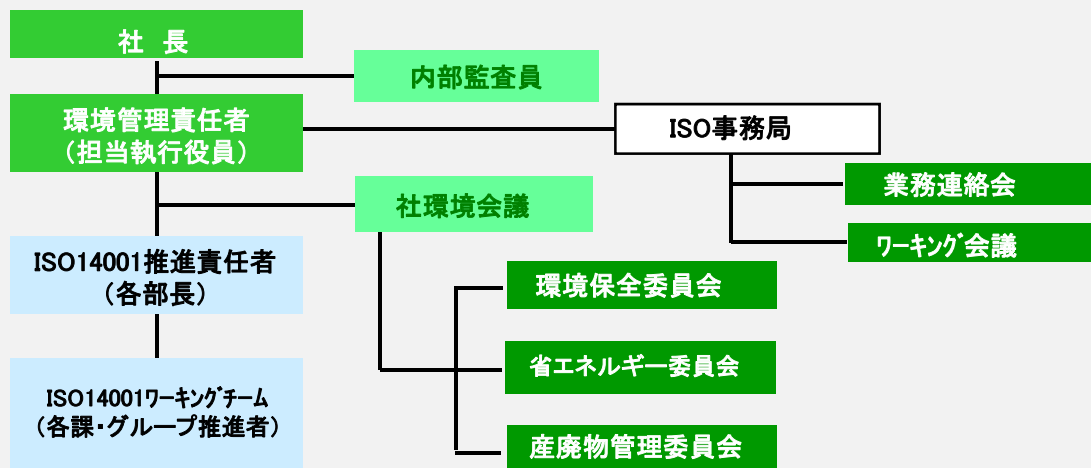 社 長
内部監査員
環境管理責任者
（担当執行役員）
ISO事務局
業務連絡会
社環境会議
ﾜｰｷﾝｸﾞ会議
ISO14001推進責任者
（各部長）
環境保全委員会
省エネルギー委員会
ISO14001ﾜｰｷﾝｸﾞﾁｰﾑ
（各課・グループ推進者）
産廃物管理委員会